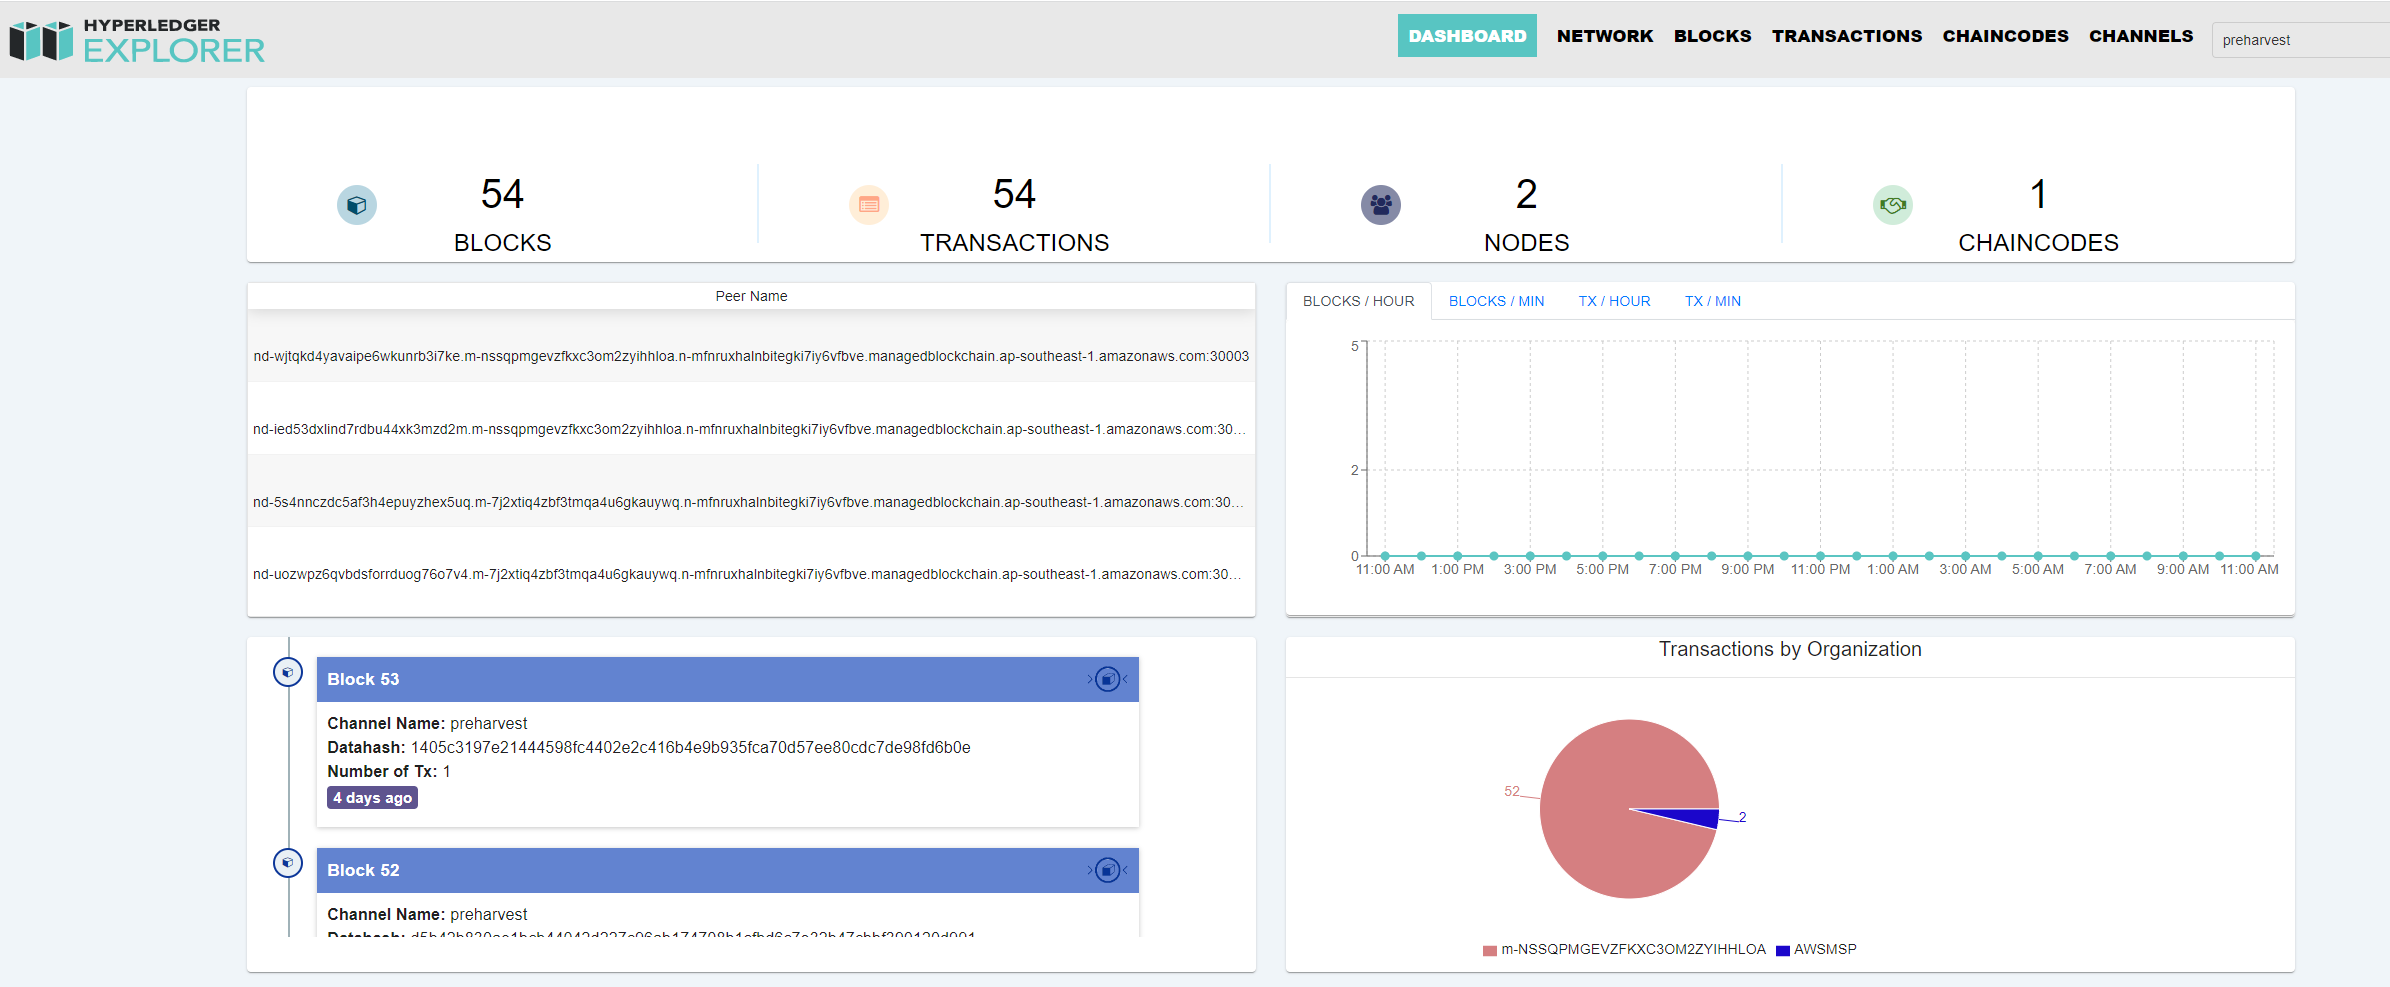 HYPERLEDGER
EXPLORER
DASHBOARD NETWORK BLOCKS TRANSACTIONS CHAINCODES CHANNELS preharvest
54
BLOCKS
54
TRANSACTIONS
2
NODES
1
CHAINCODES
Peer Name
nd-wjtqkd4yavaipe6wkunrb3i7ke.m-nssqpmgevzfkxc3om2zyihhloa.n-mfnruxhalnbitegki7iy6vfbve.managedblockchain.ap-southeast-1.amazonaws.com:30003
nd-ied53dxlind7rdbu44xk3mzd2m.m-nssqpmgevzfkxc3om2zyihhloa.n-mfnruxhalnbitegki7iy6vfbve.managedblockchain.ap-southeast-1.amazonaws.com:30...
nd-5s4nnczdc5af3h4epuyzhex5uq.m-7j2xtiq4zbf3tmqa4u6gkauywq.n-mfnruxhalnbitegki7iy6vfbve.managedblockchain.ap-southeast-1.amazonaws.com:30...
nd-uozwpz6qvbdsforrduog76o7v4.m-7j2xtiq4zbf3tmqa4u6gkauywq.n-mfnruxhalnbitegki7iy6vfbve.managedblockchain.ap-southeast-1.amazonaws.com:30...
BLOCKS / HOUR BLOCKS / MIN TX / HOUR TX / MIN
5
2
0
11:00 AM 1:00 PM 3:00 PM 5:00 PM 7:00 PM 9:00 PM 11:00 PM 1:00 AM 3:00 AM 5:00 AM 7:00 AM 9:00 AM 11:00 AM
Block 53
Channel Name: preharvest
Datahash: 1405c3197e21444598fc4402e2c416b4e9b935fca70d57ee80cdc7de98fd6b0e
Number of Tx: 1
4 days ago
Block 52
Channel Name: preharvest
Datahash:
Transactions by Organization
52
2
m-NSSQPMGEVZFKXC3OM2ZYIHHLOA AWSMSP